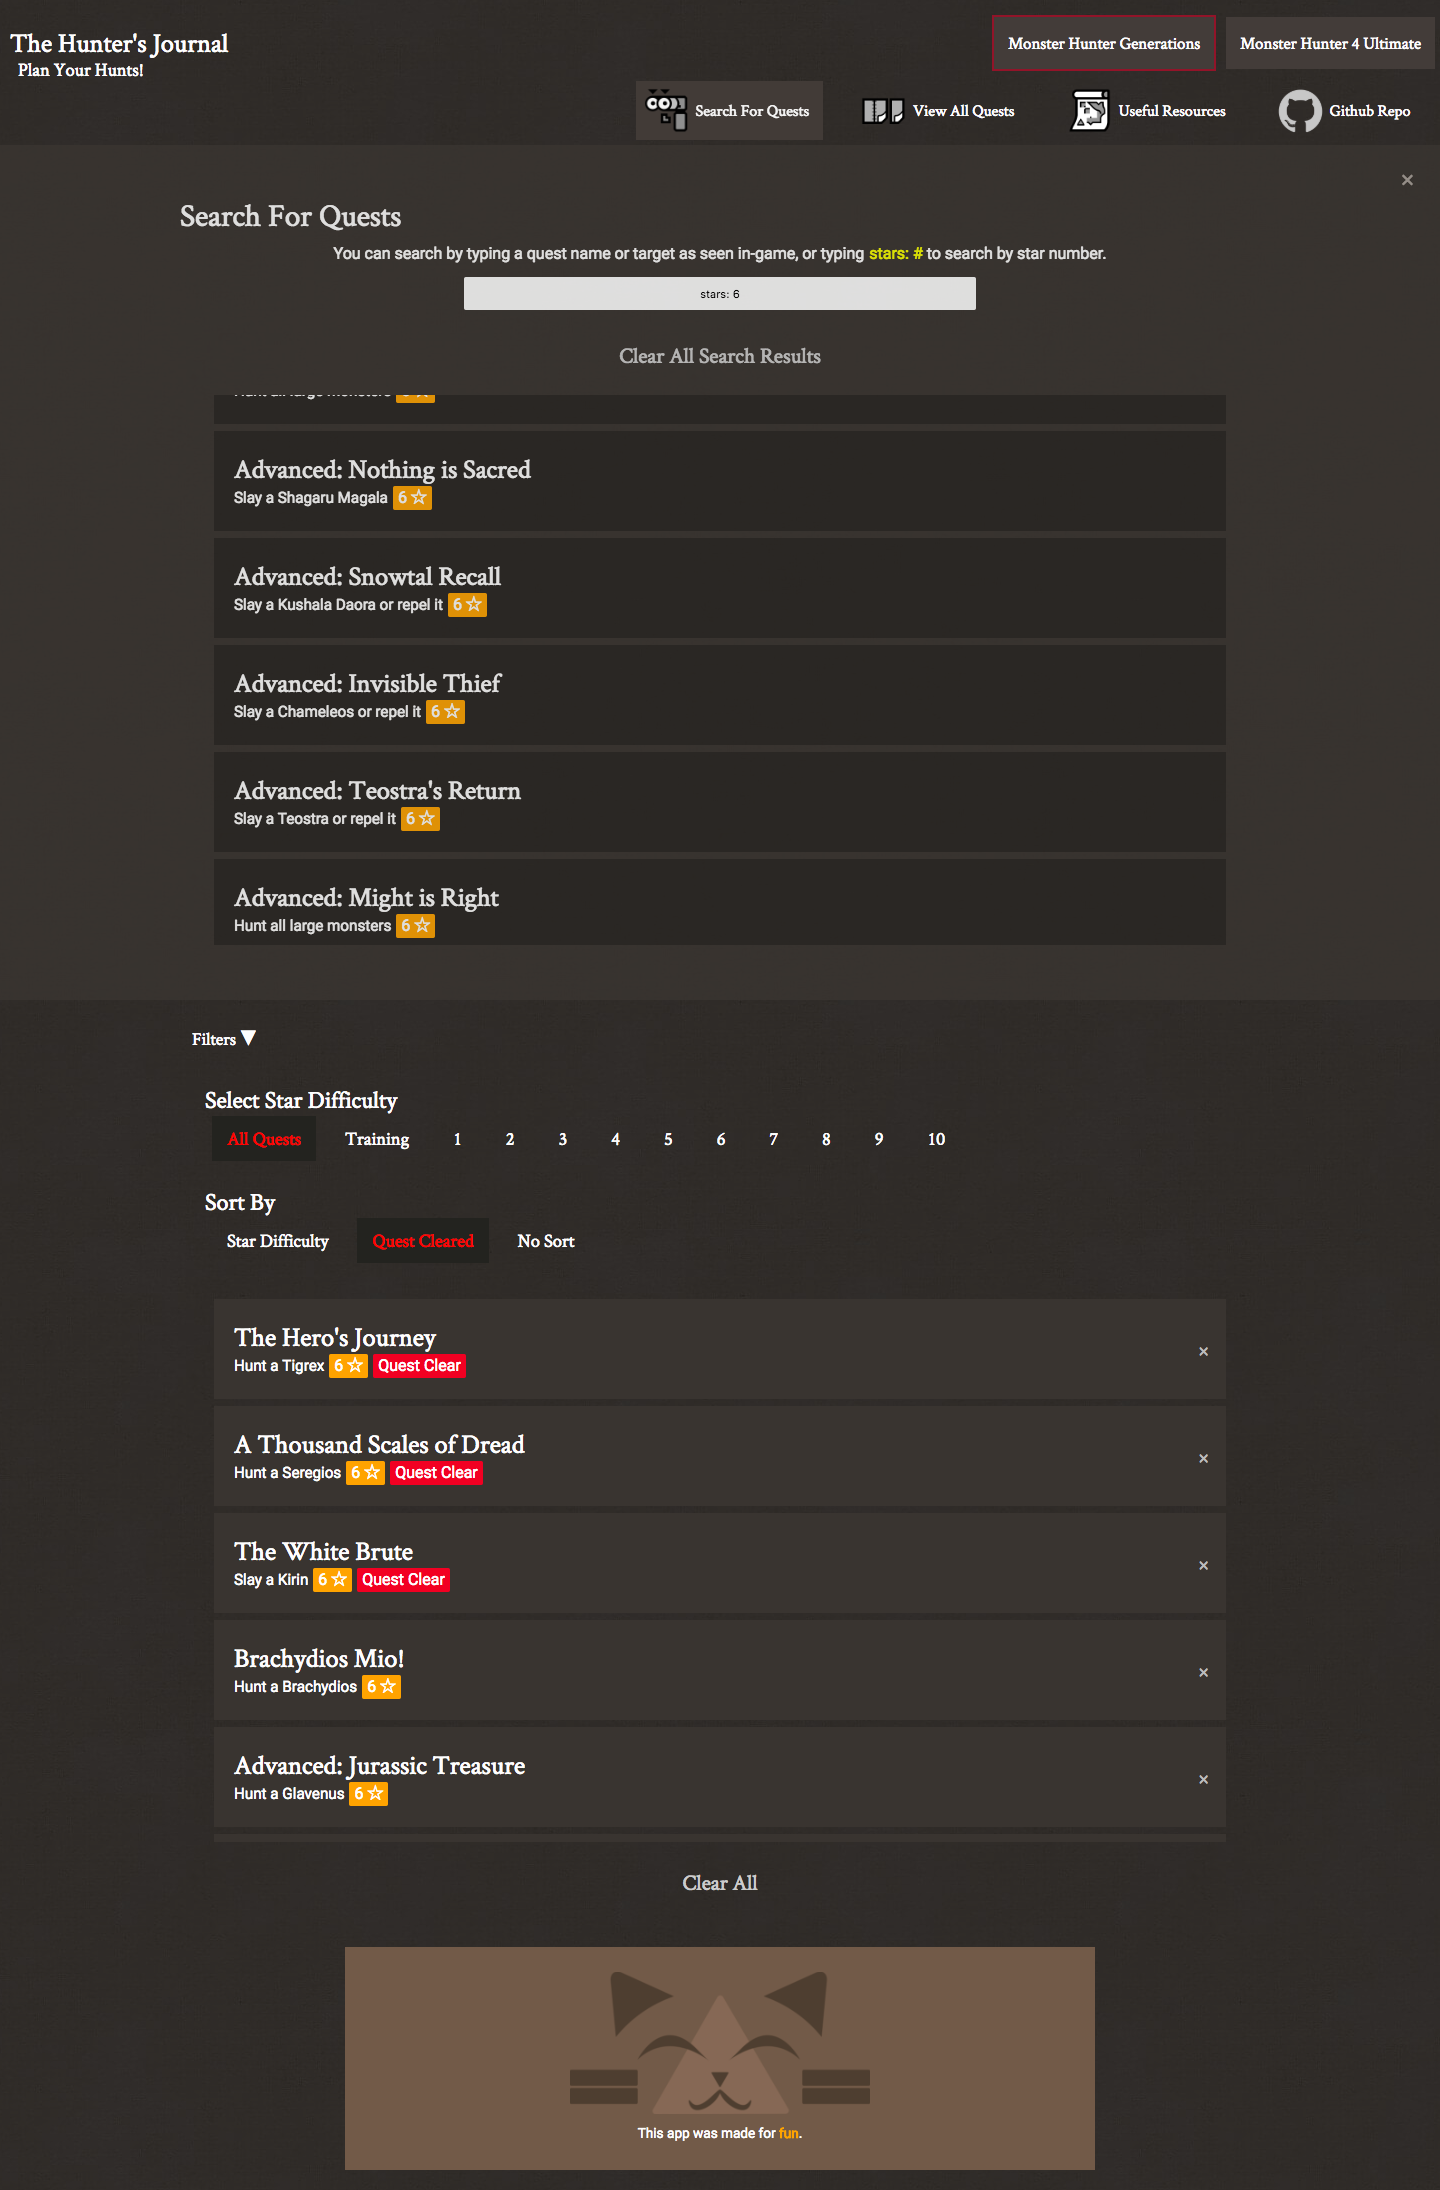 The Hunter's Journal
Plan Your Hunts!
Monster Hunter Generations
Monster Hunter 4 Ultimate
Search For Quests
View All Quests
Useful Resources
Github Repo
×
Search For Quests
You can search by typing a quest name or target as seen in-game, or typing stars: # to search by star number.
stars: 6
Clear All Search Results
Hunt all large monsters 6 ☆
Advanced: Nothing is Sacred
Slay a Shagaru Magala 6 ☆
Advanced: Snowtal Recall
Slay a Kushala Daora or repel it 6 ☆
Advanced: Invisible Thief
Slay a Chameleos or repel it 6 ☆
Advanced: Teostra's Return
Slay a Teostra or repel it 6 ☆
Advanced: Might is Right
Hunt all large monsters 6 ☆
Filters ▼
Select Star Difficulty
All Quests Training 1 2 3 4 5 6 7 8 9 10
Sort By
Star Difficulty Quest Cleared No Sort
The Hero's Journey
Hunt a Tigrex 6 ☆ Quest Clear
×
A Thousand Scales of Dread
Hunt a Seregios 6 ☆ Quest Clear
×
The White Brute
Slay a Kirin 6 ☆ Quest Clear
×
Brachydios Mio!
Hunt a Brachydios 6 ☆
×
Advanced: Jurassic Treasure
Hunt a Glavenus 6 ☆
×
Clear All
This app was made for fun.